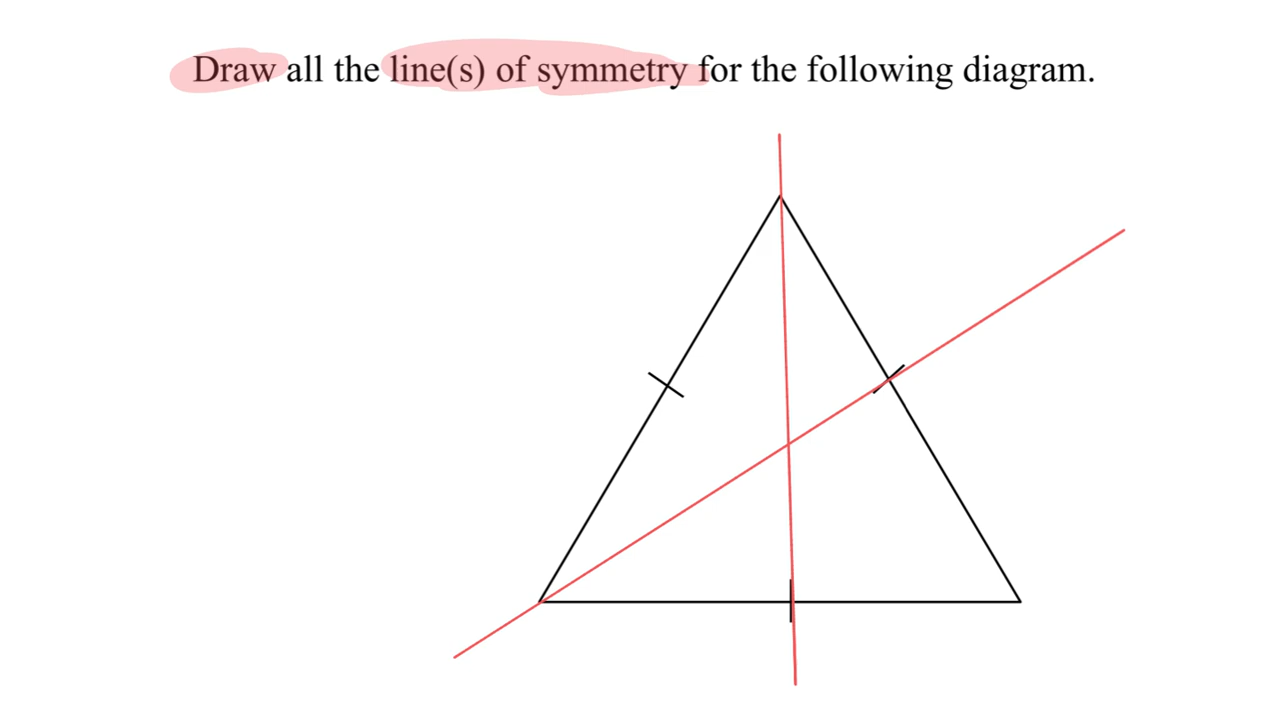 Draw all the line(s) of symmetry for the following diagram.